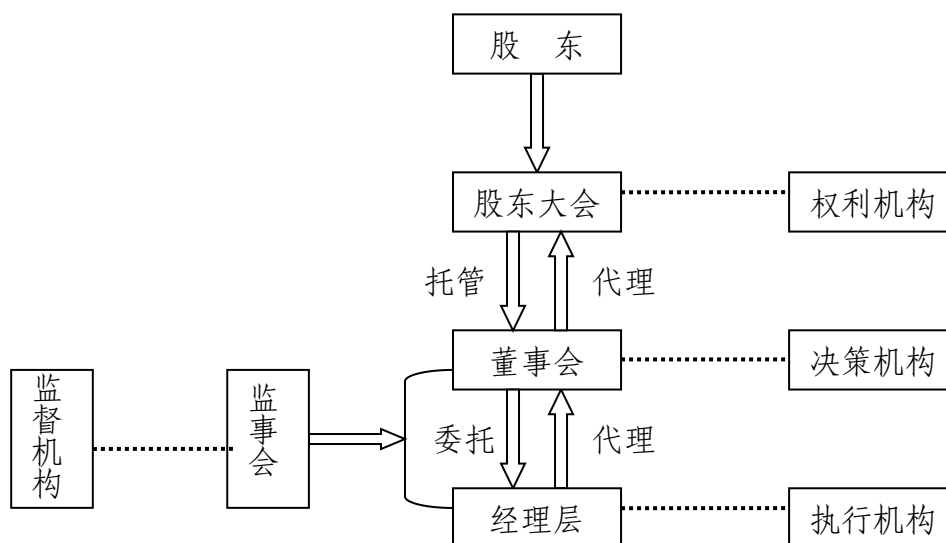 股 东
股东大会
权利机构
托管
代理
董事会
决策机构
监督机构
监事会
委托
代理
经理层
执行机构